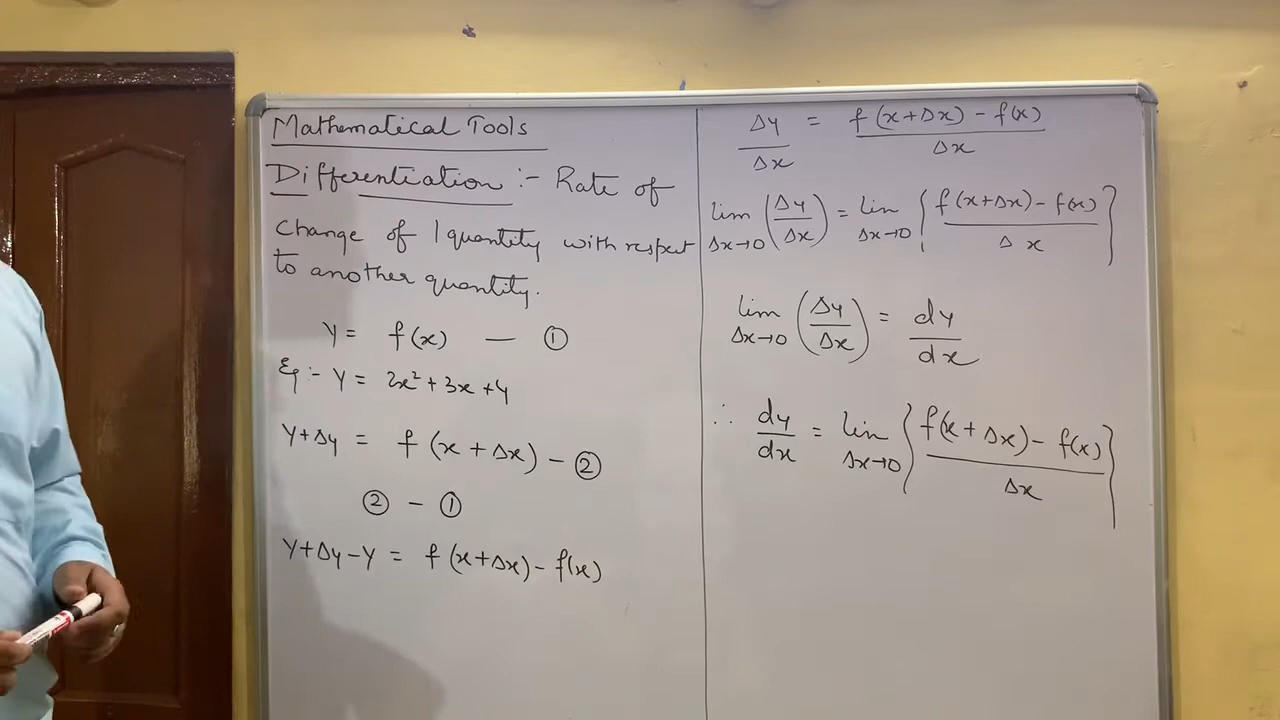 Mathematical Tools
Differentiation :- Rate of
change of 1 quantity with respect
to another quantity.
Y = f(x) — ①
Eg :- Y = 2x² + 3x + 4
Y+Δy = f(x+Δx) – ②
② – ①
Y+Δy–Y = f(x+Δx) – f(x)
Δy/Δx = f(x+Δx) – f(x)/Δx
lim Δx→0 (Δy/Δx) = lim Δx→0 {f(x+Δx) – f(x)/Δx}
lim Δx→0 (Δy/Δx) = dy/dx
∴ dy/dx = lim Δx→0 {f(x+Δx) – f(x)/Δx}